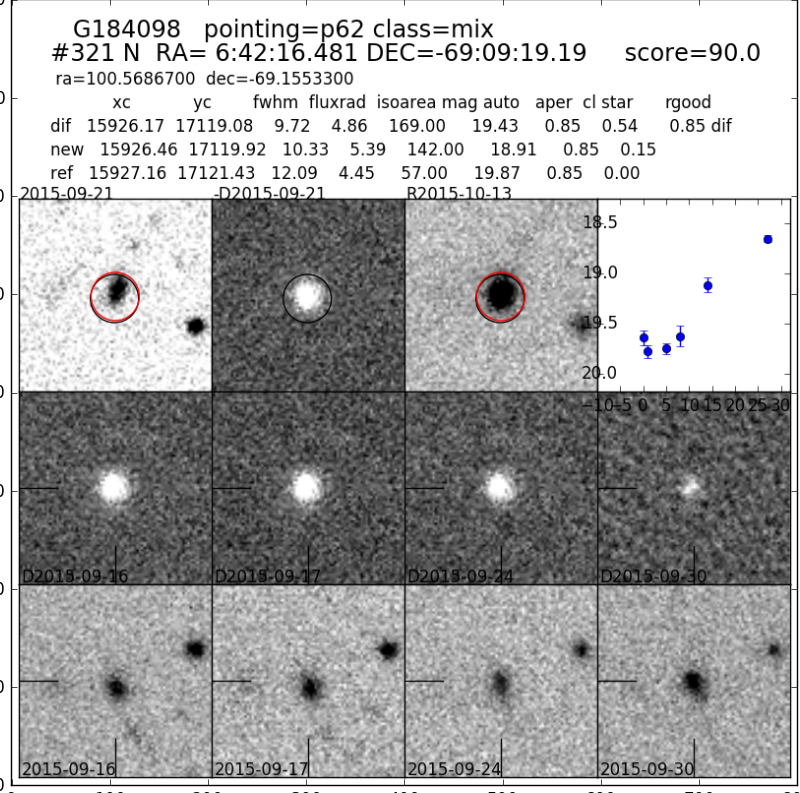 G184098 pointing=p62 class=mix
#321 N RA= 6:42:16.481 DEC=-69:09:19.19 score=90.0
ra=100.5686700 dec=-69.1553300
xc yc fwhm fluxrad isoarea mag auto aper cl star rgood
dif 15926.17 17119.08 9.72 4.86 169.00 19.43 0.85 0.54 0.85 dif
new 15926.46 17119.92 10.33 5.39 142.00 18.91 0.85 0.15
ref 15927.16 17121.43 12.09 4.45 57.00 19.87 0.85 0.00
2015-09-21 -D2015-09-21 R2015-10-13
18.5
19.0
19.5
20.0
-10 -5 0 5 10 15 20 25 30
D2015-09-16 D2015-09-17 D2015-09-24 D2015-09-30
2015-09-16 2015-09-17 2015-09-24 2015-09-30